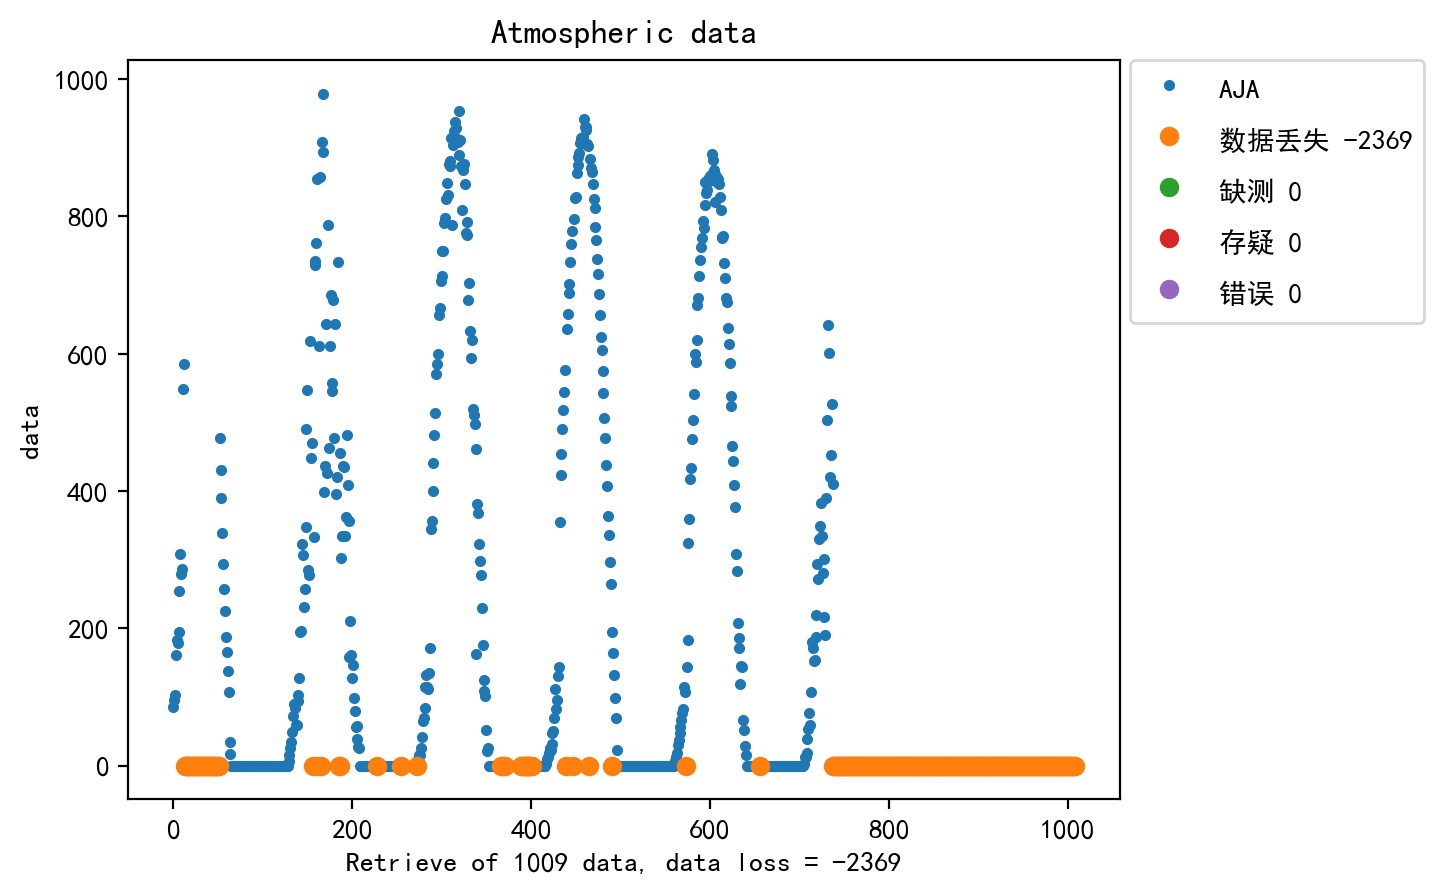 Atmospheric data
1000
800
600
400
200
0
data
0 200 400 600 800 1000
Retrieve of 1009 data, data loss = -2369
AJA
数据丢失 -2369
缺测 0
存疑 0
错误 0